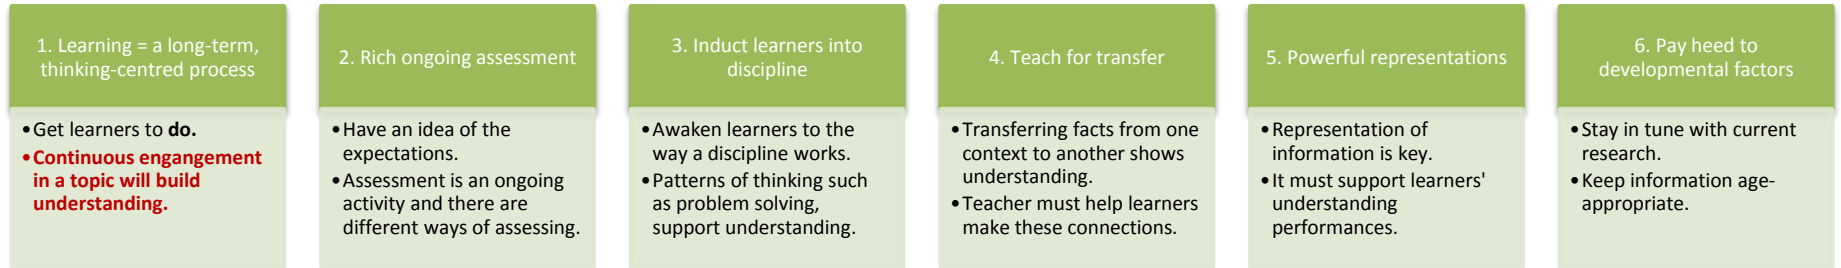 1. Learning = a long-term,
thinking-centred process
•Get learners to do.
•Continuous engangement
in a topic will build
understanding.
2. Rich ongoing assessment
•Have an idea of the
expectations.
•Assessment is an ongoing
activity and there are
different ways of assessing.
3. Induct learners into
discipline
•Awaken learners to the
way a discipline works.
•Patterns of thinking such
as problem solving,
support understanding.
4. Teach for transfer
•Transferring facts from one
context to another shows
understanding.
•Teacher must help learners
make these connections.
5. Powerful representations
•Representation of
information is key.
•It must support learners'
understanding
performances.
6. Pay heed to
developmental factors
•Stay in tune with current
research.
•Keep information age-
appropriate.